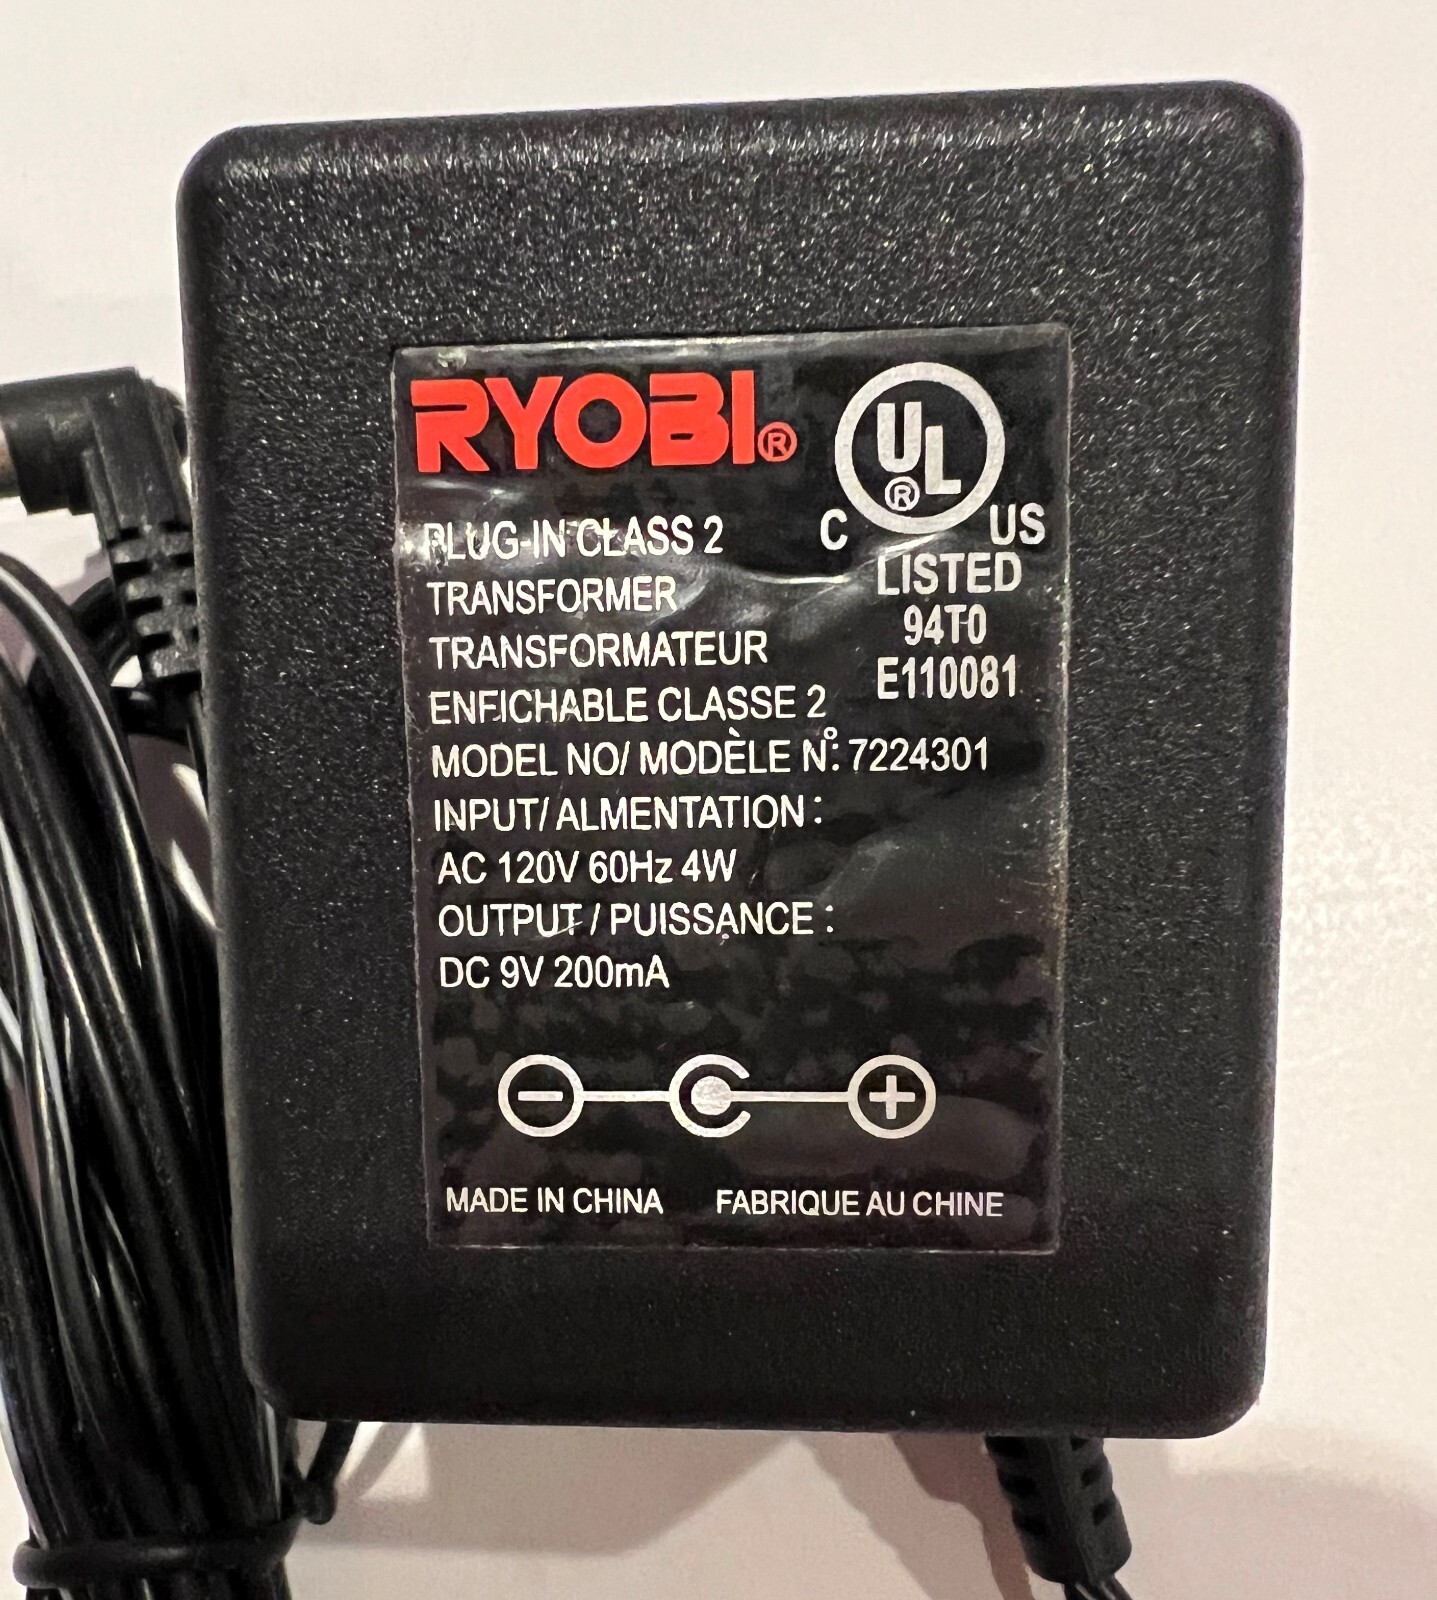 RYOBI®
UL®
C US
LISTED
94T0
E110081
PLUG-IN CLASS 2
TRANSFORMER
TRANSFORMATEUR
ENFICHABLE CLASSE 2
MODEL NO/ MODÈLE N°: 7224301
INPUT/ ALMENTATION :
AC 120V 60Hz 4W
OUTPUT / PUISSANCE :
DC 9V 200mA
− +
MADE IN CHINA FABRIQUE AU CHINE